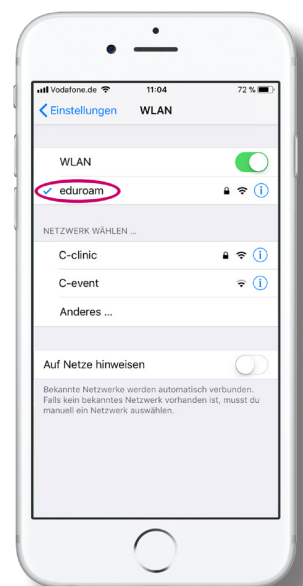 Vodafone.de 11:04 72 %
Einstellungen WLAN
WLAN
eduroam
NETZWERK WÄHLEN ...
C-clinic
C-event
Anderes ...
Auf Netze hinweisen
Bekannte Netzwerke werden automatisch verbunden.
Falls kein bekanntes Netzwerk vorhanden ist, musst du
manuell ein Netzwerk auswählen.